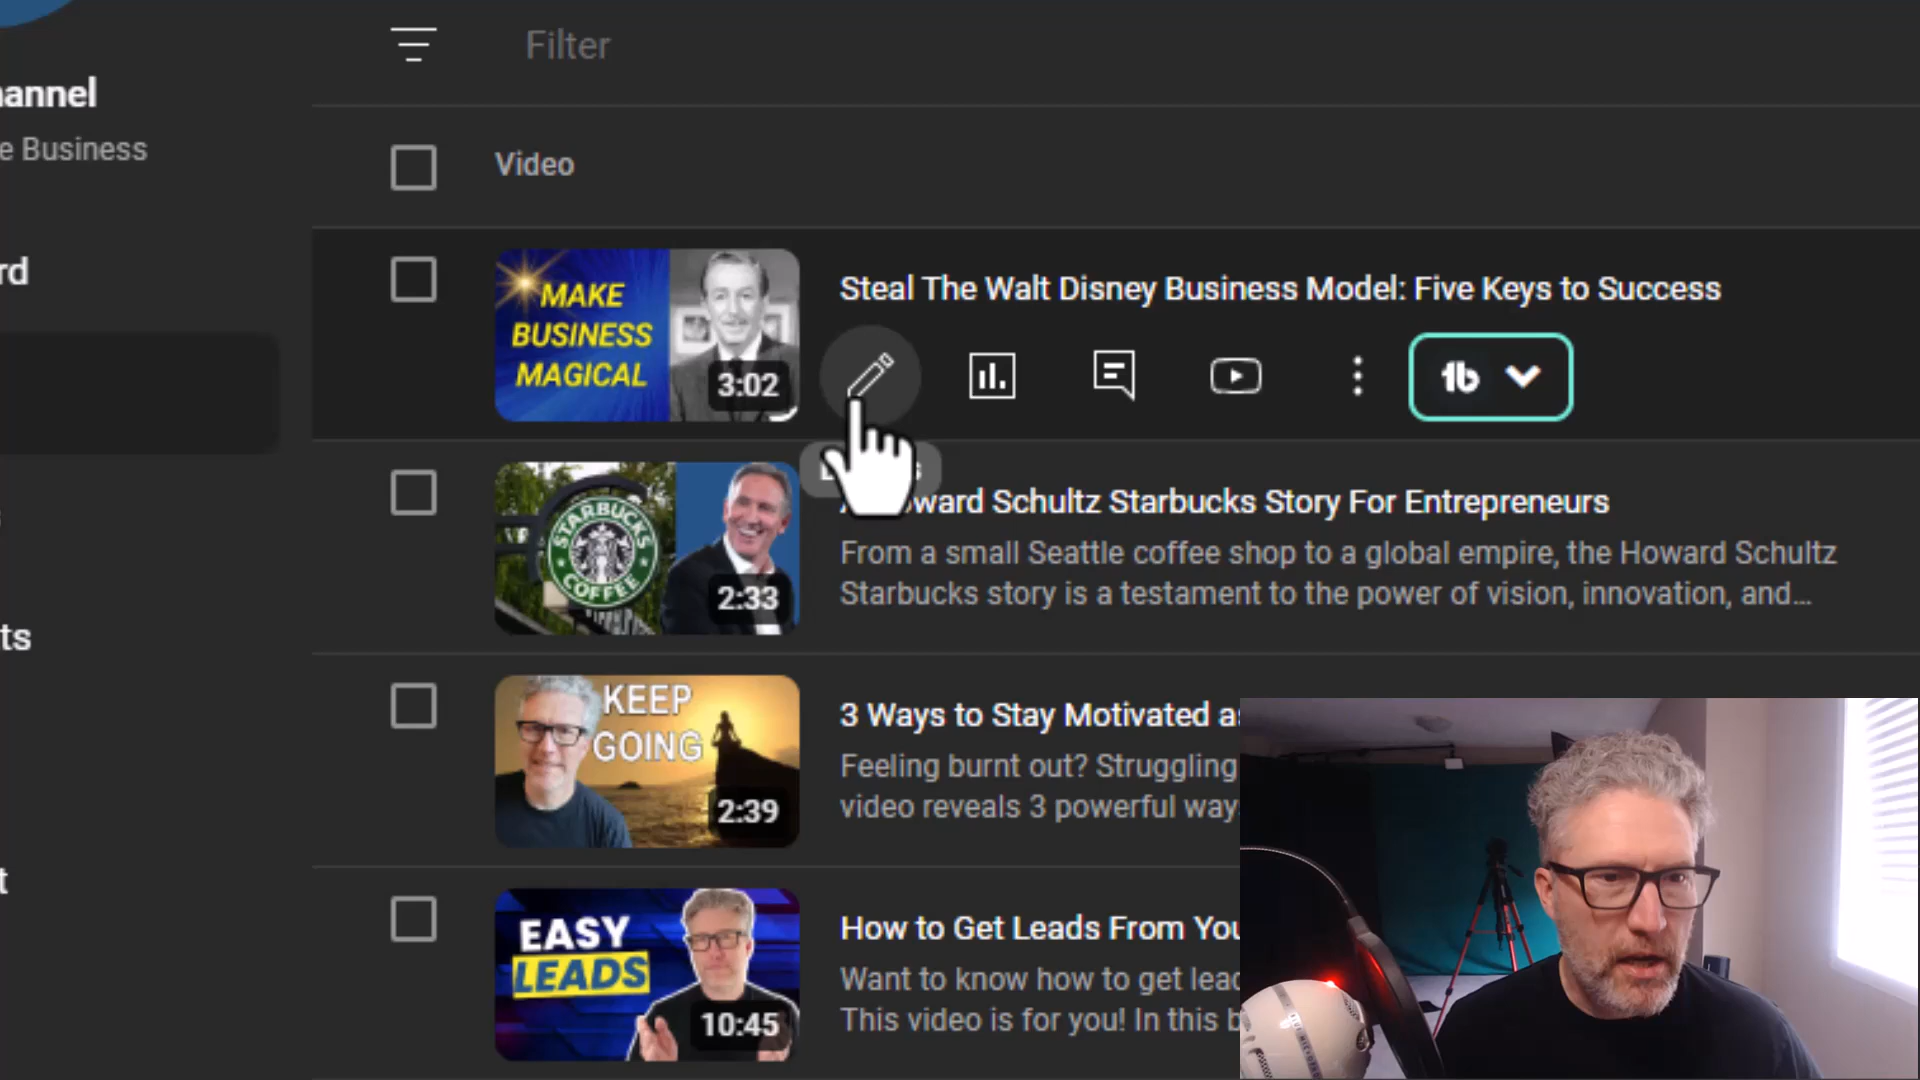 Filter
hannel
e Business
Video
rd
MAKE
BUSINESS
MAGICAL
3:02
Steal The Walt Disney Business Model: Five Keys to Success
tb
STARBUCKS
COFFEE
2:33
oward Schultz Starbucks Story For Entrepreneurs
From a small Seattle coffee shop to a global empire, the Howard Schultz
Starbucks story is a testament to the power of vision, innovation, and...
ts
KEEP
GOING
2:39
3 Ways to Stay Motivated as
Feeling burnt out? Struggling
video reveals 3 powerful way
t
EASY
LEADS
10:45
How to Get Leads From You
Want to know how to get lead
This video is for you! In this b